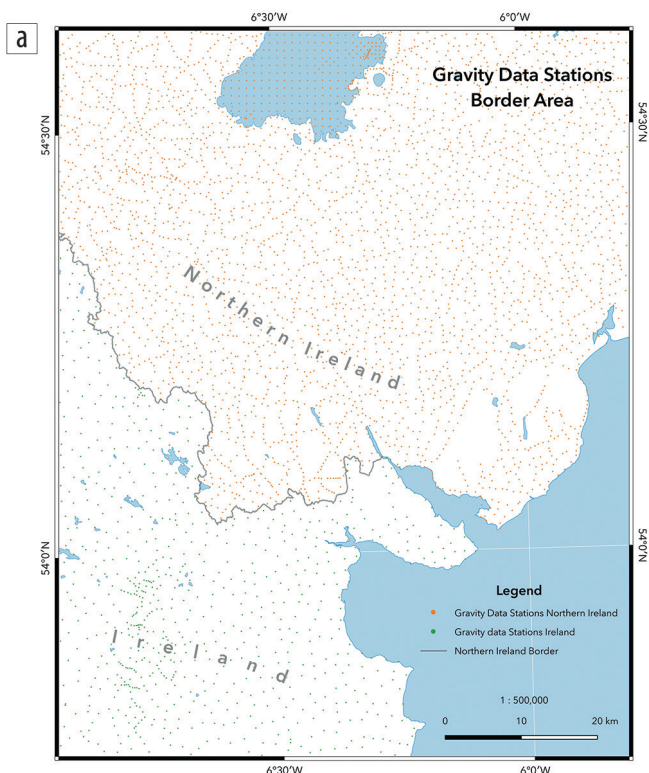 a
6°30'W
6°0'W
Gravity Data Stations
Border Area
54°30'N
54°30'N
Northern Ireland
54°0'N
54°0'N
Legend
Gravity Data Stations Northern Ireland
Gravity data Stations Ireland
Northern Ireland Border
Ireland
1 : 500,000
0 10 20 km
6°30'W
6°0'W